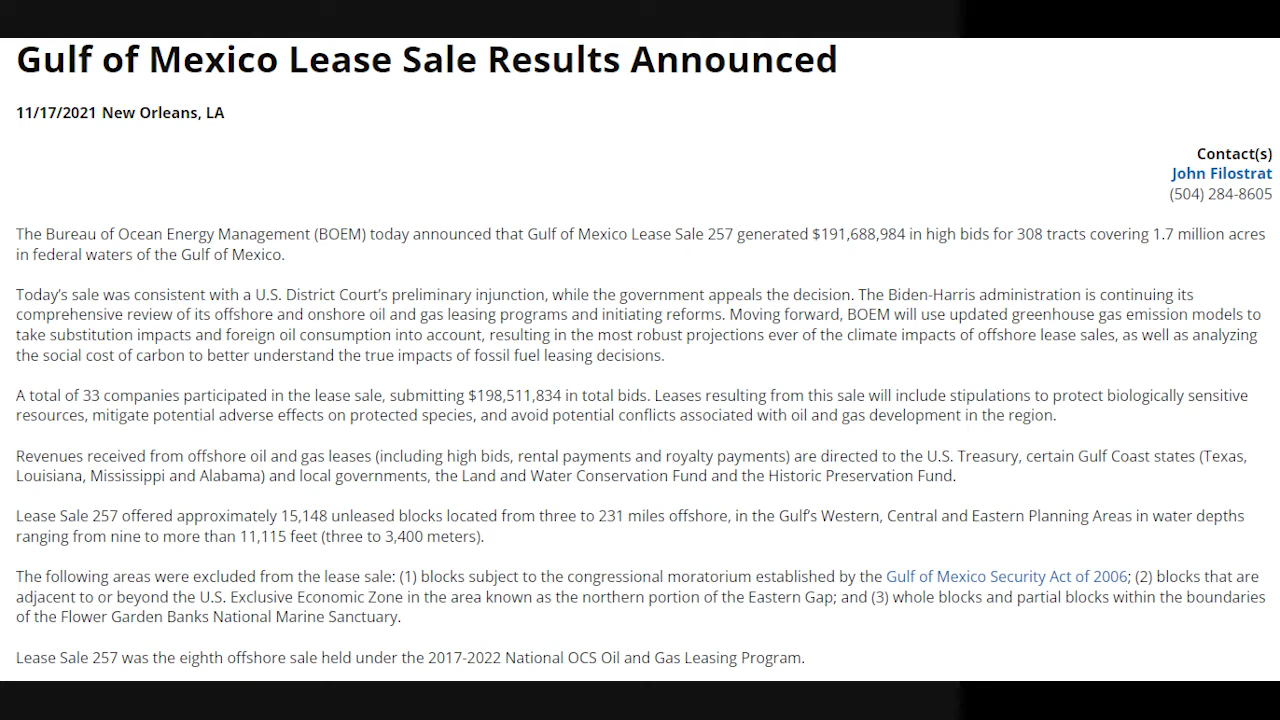 Gulf of Mexico Lease Sale Results Announced
11/17/2021 New Orleans, LA
Contact(s)
John Filostrat
(504) 284-8605
The Bureau of Ocean Energy Management (BOEM) today announced that Gulf of Mexico Lease Sale 257 generated $191,688,984 in high bids for 308 tracts covering 1.7 million acres
in federal waters of the Gulf of Mexico.
Today’s sale was consistent with a U.S. District Court’s preliminary injunction, while the government appeals the decision. The Biden-Harris administration is continuing its
comprehensive review of its offshore and onshore oil and gas leasing programs and initiating reforms. Moving forward, BOEM will use updated greenhouse gas emission models to
take substitution impacts and foreign oil consumption into account, resulting in the most robust projections ever of the climate impacts of offshore lease sales, as well as analyzing
the social cost of carbon to better understand the true impacts of fossil fuel leasing decisions.
A total of 33 companies participated in the lease sale, submitting $198,511,834 in total bids. Leases resulting from this sale will include stipulations to protect biologically sensitive
resources, mitigate potential adverse effects on protected species, and avoid potential conflicts associated with oil and gas development in the region.
Revenues received from offshore oil and gas leases (including high bids, rental payments and royalty payments) are directed to the U.S. Treasury, certain Gulf Coast states (Texas,
Louisiana, Mississippi and Alabama) and local governments, the Land and Water Conservation Fund and the Historic Preservation Fund.
Lease Sale 257 offered approximately 15,148 unleased blocks located from three to 231 miles offshore, in the Gulf’s Western, Central and Eastern Planning Areas in water depths
ranging from nine to more than 11,115 feet (three to 3,400 meters).
The following areas were excluded from the lease sale: (1) blocks subject to the congressional moratorium established by the Gulf of Mexico Security Act of 2006; (2) blocks that are
adjacent to or beyond the U.S. Exclusive Economic Zone in the area known as the northern portion of the Eastern Gap; and (3) whole blocks and partial blocks within the boundaries
of the Flower Garden Banks National Marine Sanctuary.
Lease Sale 257 was the eighth offshore sale held under the 2017-2022 National OCS Oil and Gas Leasing Program.